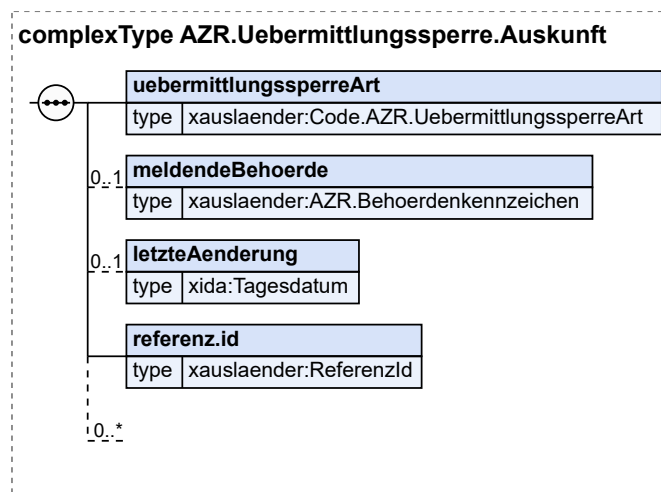 complexType AZR.Uebermittlungssperre.Auskunft
uebermittlungssperreArt
type xauslaender:Code.AZR.UebermittlungssperreArt
0..1
meldendeBehoerde
type xauslaender:AZR.Behoerdenkennzeichen
0..1
letzteAenderung
type xida:Tagesdatum
referenz.id
type xauslaender:ReferenzId
0..*